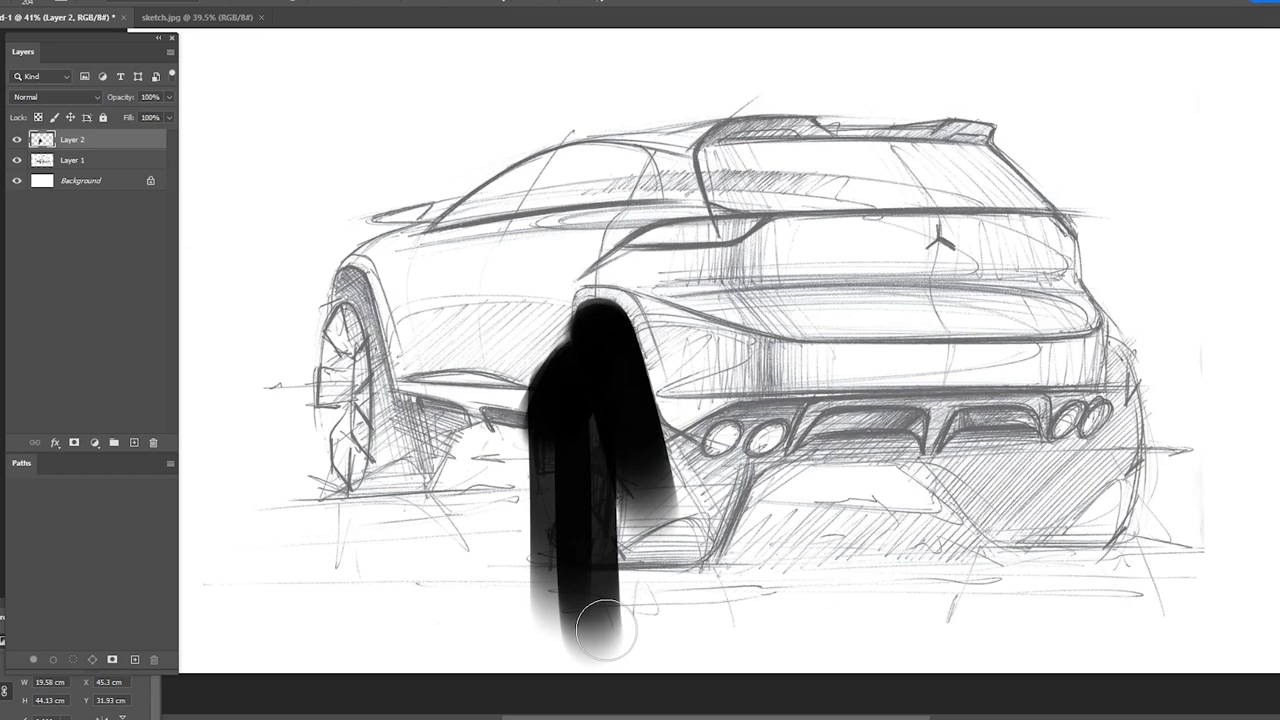 204
d-1 @ 41% (Layer 2, RGB/8#) * × sketch.jpg @ 39.5% (RGB/8#) ×
Layers
Kind
Normal Opacity: 100%
Lock: Fill: 100%
Layer 2
Layer 1
Background
fx
Paths
W 19.58 cm X 45.3 cm
H 44.13 cm Y 31.93 cm